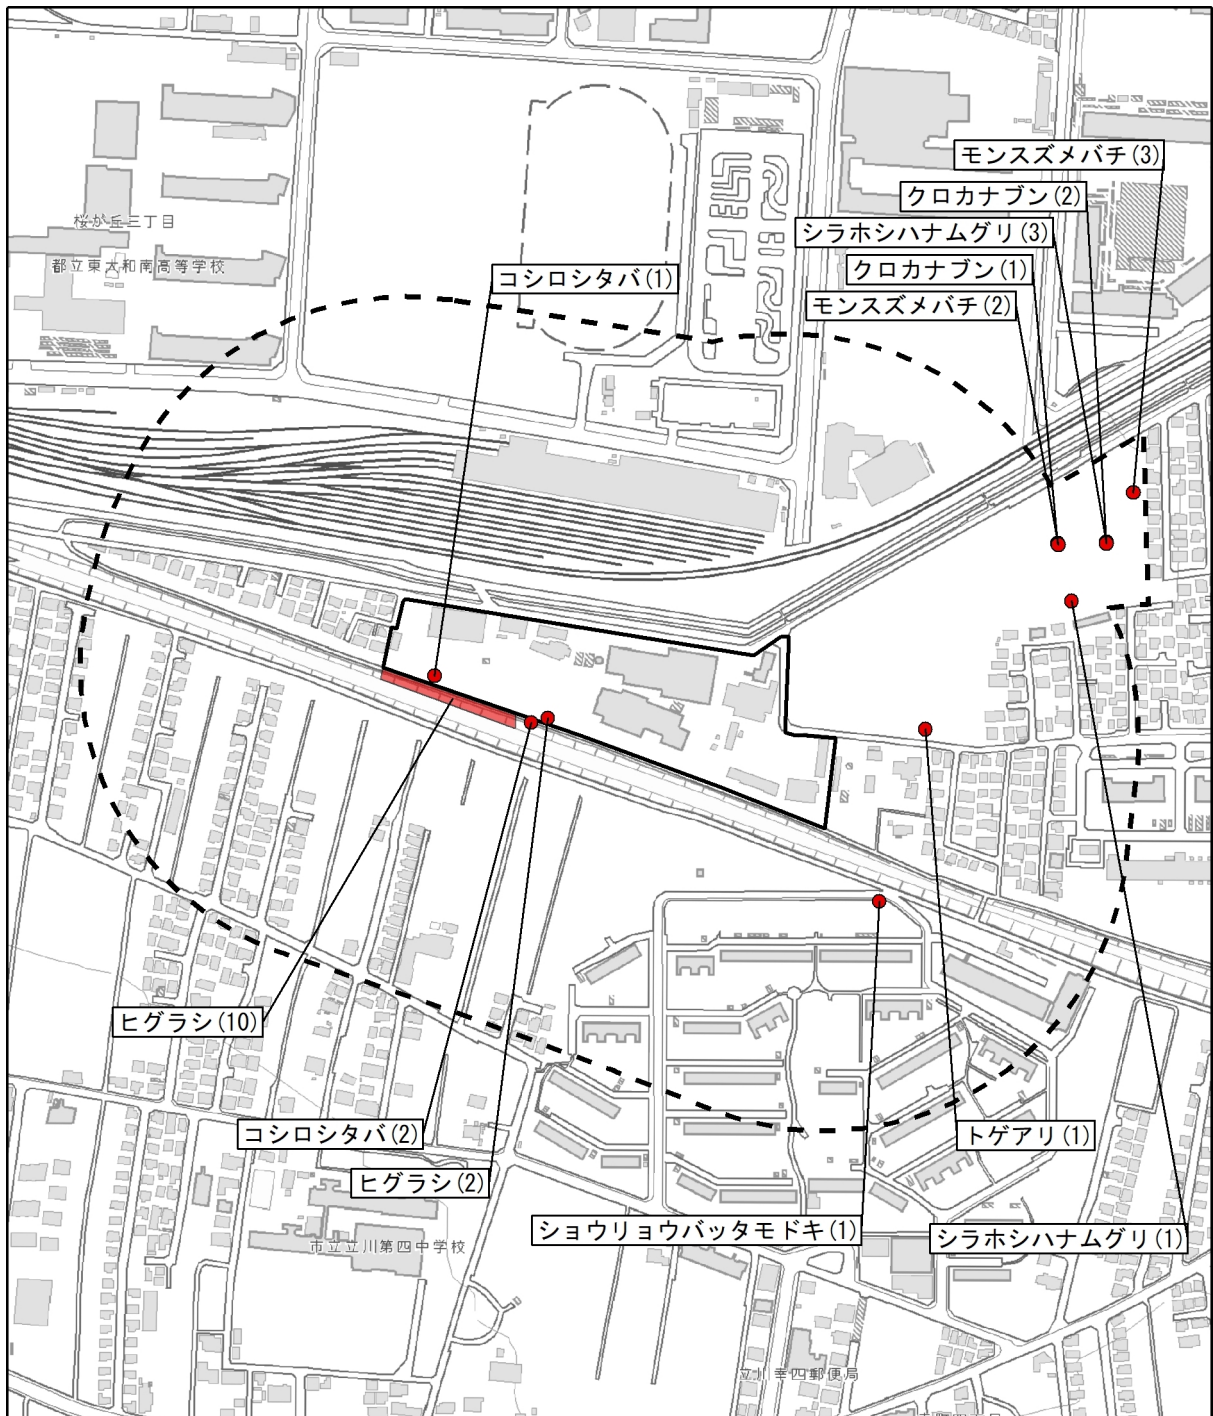 モンスズメバチ(3)
クロカナブン(2)
シラホシハナムグリ(3)
クロカナブン(1)
モンスズメバチ(2)
桜が丘三丁目
都立東大和南高等学校
コシロシタバ(1)
ヒグラシ(10)
コシロシタバ(2)
ヒグラシ(2)
トゲアリ(1)
ショウリョウバッタモドキ(1)
シラホシハナムグリ(1)
市立立川第四中学校
立川幸四郵便局